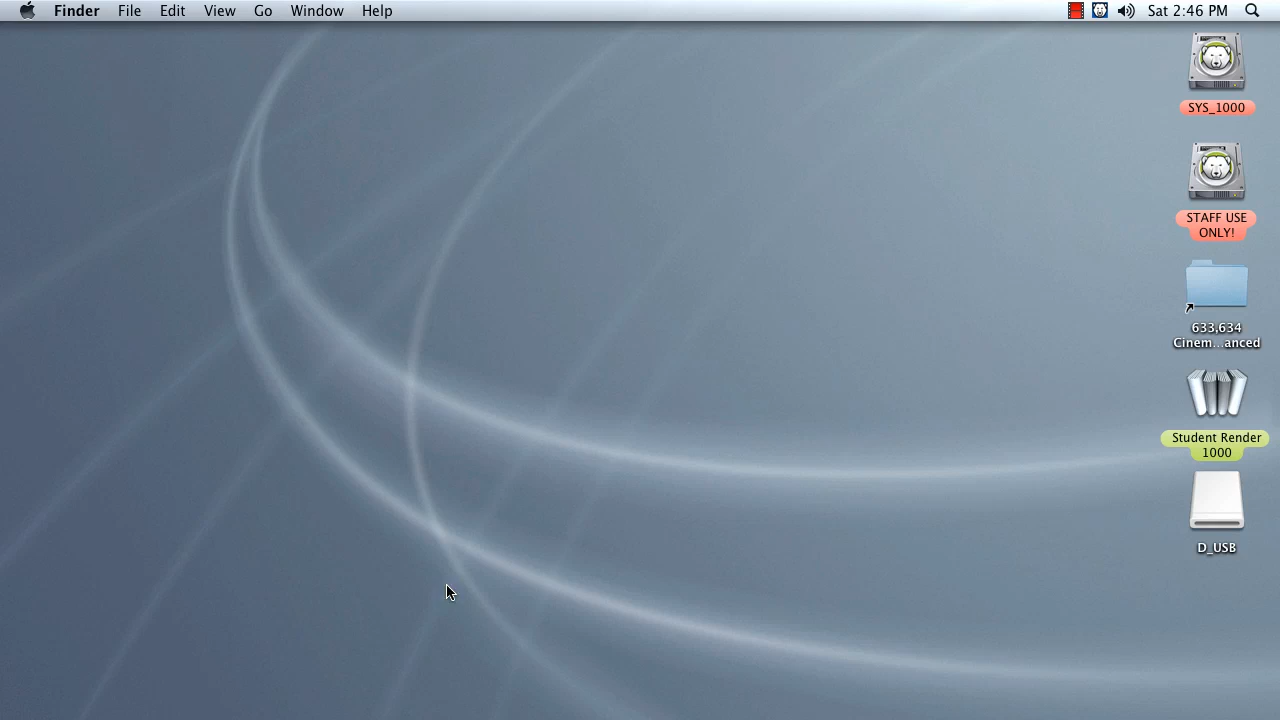 Finder File Edit View Go Window Help Sat 2:46 PM
SYS_1000
STAFF USE
ONLY!
633,634
Cinem...anced
Student Render
1000
D_USB